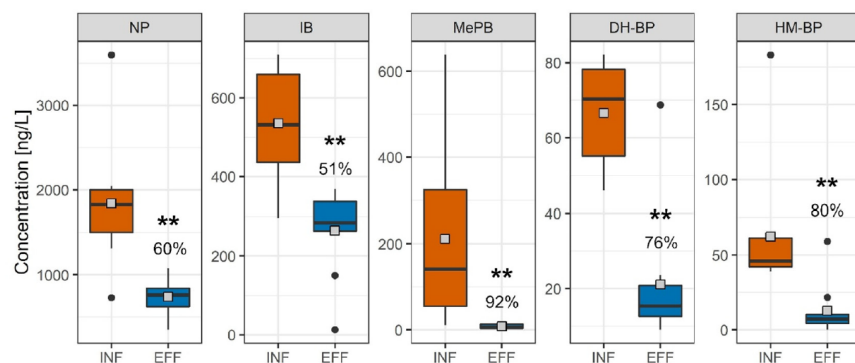 NP
IB
MePB
DH-BP
HM-BP
Concentration [ng/L]
3000
2000
1000
**
60%
INF EFF
600
400
200
0
**
51%
INF EFF
600
400
200
0
**
92%
INF EFF
80
60
40
20
**
76%
INF EFF
150
100
50
0
**
80%
INF EFF